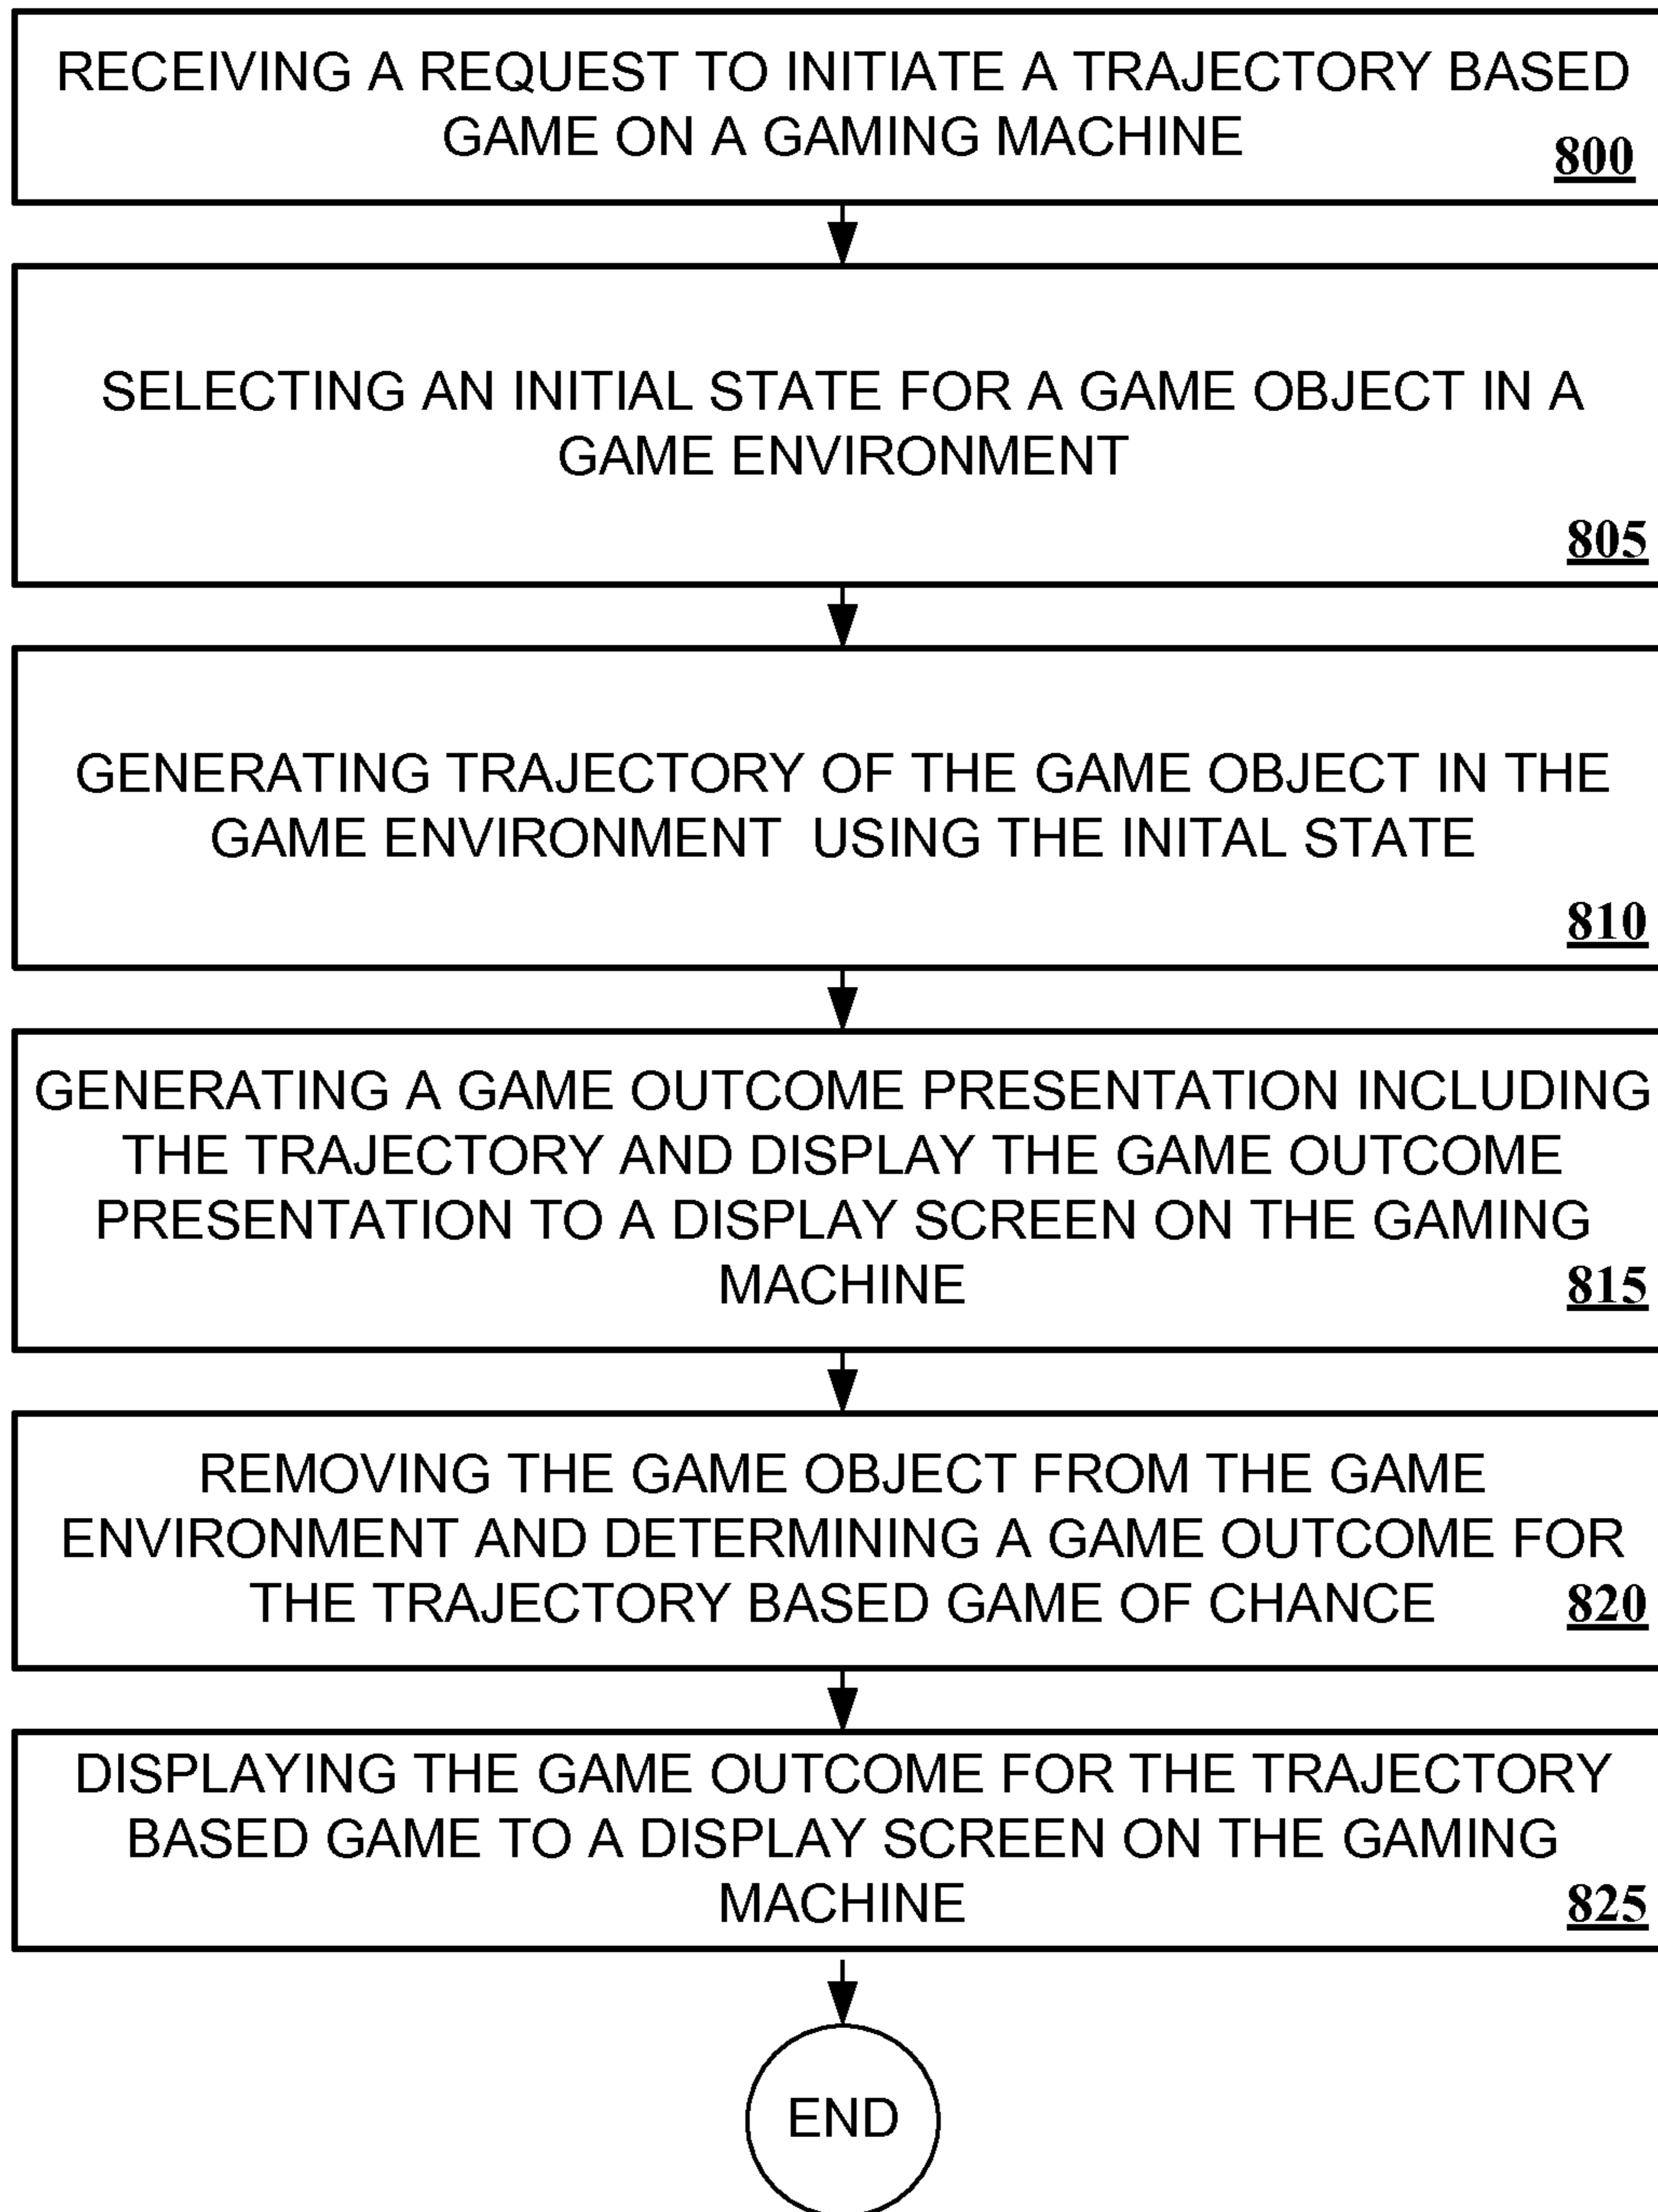 RECEIVING A REQUEST TO INITIATE A TRAJECTORY BASED
GAME ON A GAMING MACHINE
800
SELECTING AN INITIAL STATE FOR A GAME OBJECT IN A
GAME ENVIRONMENT
805
GENERATING TRAJECTORY OF THE GAME OBJECT IN THE
GAME ENVIRONMENT USING THE INITAL STATE
810
GENERATING A GAME OUTCOME PRESENTATION INCLUDING
THE TRAJECTORY AND DISPLAY THE GAME OUTCOME
PRESENTATION TO A DISPLAY SCREEN ON THE GAMING
MACHINE
815
REMOVING THE GAME OBJECT FROM THE GAME
ENVIRONMENT AND DETERMINING A GAME OUTCOME FOR
THE TRAJECTORY BASED GAME OF CHANCE
820
DISPLAYING THE GAME OUTCOME FOR THE TRAJECTORY
BASED GAME TO A DISPLAY SCREEN ON THE GAMING
MACHINE
825
END